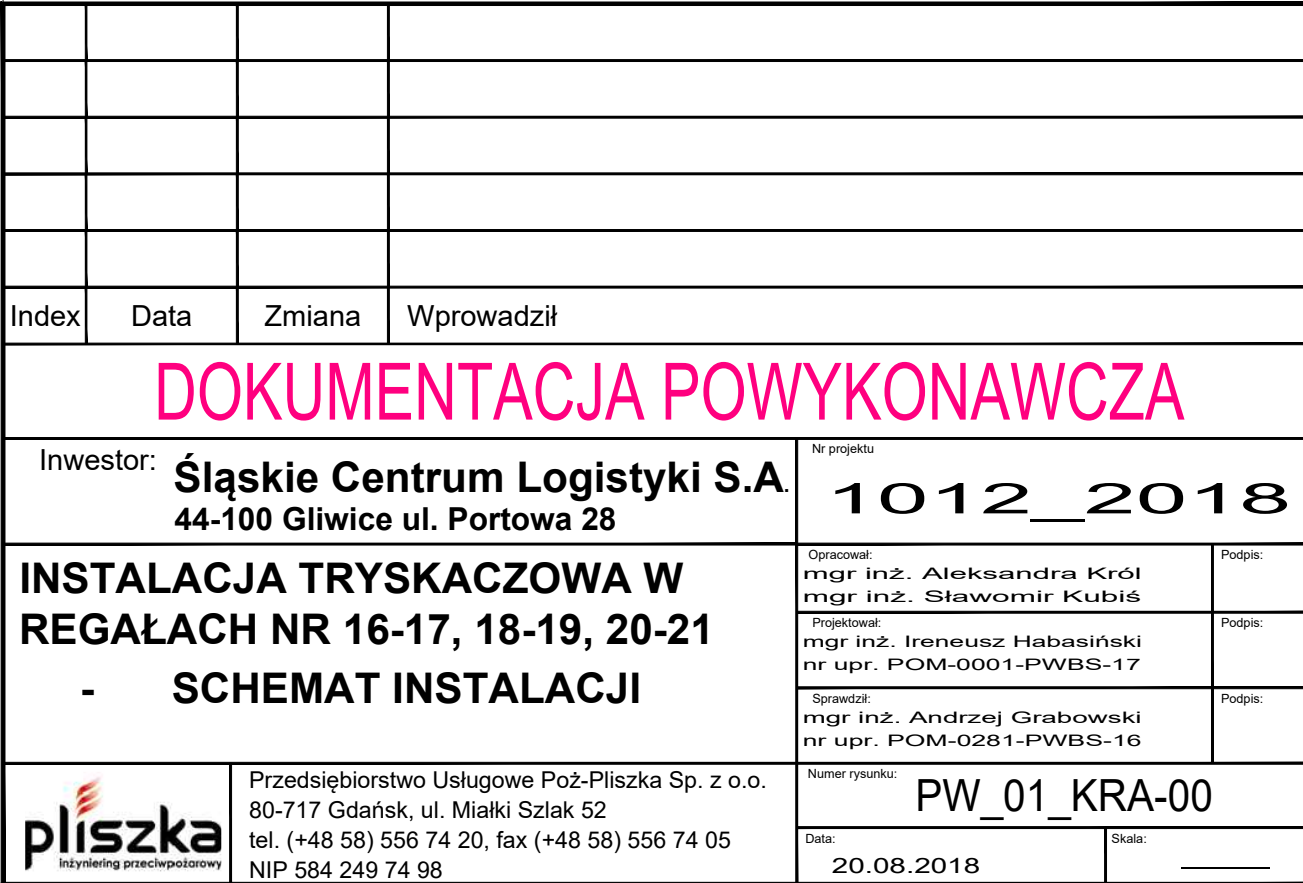 Index Data Zmiana Wprowadził
DOKUMENTACJA POWYKONAWCZA
Inwestor: Śląskie Centrum Logistyki S.A.
44-100 Gliwice ul. Portowa 28
Nr projektu
1012_2018
INSTALACJA TRYSKACZOWA W
REGAŁACH NR 16-17, 18-19, 20-21
- SCHEMAT INSTALACJI
Opracował:
mgr inż. Aleksandra Król
mgr inż. Sławomir Kubiś
Podpis:
Projektował:
mgr inż. Ireneusz Habasiński
nr upr. POM-0001-PWBS-17
Podpis:
Sprawdził:
mgr inż. Andrzej Grabowski
nr upr. POM-0281-PWBS-16
Podpis:
pliszka
inżyniering przeciwpożarowy
Przedsiębiorstwo Usługowe Poż-Pliszka Sp. z o.o.
80-717 Gdańsk, ul. Miałki Szlak 52
tel. (+48 58) 556 74 20, fax (+48 58) 556 74 05
NIP 584 249 74 98
Numer rysunku:
PW_01_KRA-00
Data:
20.08.2018
Skala: